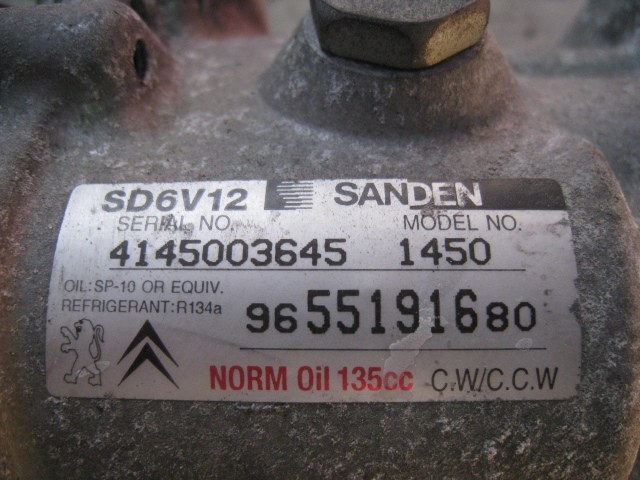 SD6V12 SANDEN
SERIAL NO. MODEL NO.
4145003645 1450
OIL:SP-10 OR EQUIV.
REFRIGERANT:R134a
9655191680
NORM Oil 135cc C.W/C.C.W